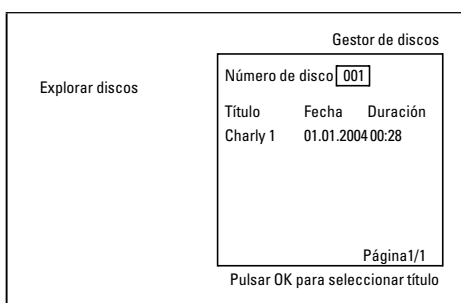 Gestor de discos
Explorar discos
Número de disco 001
Título Fecha Duración
Charly 1 01.01.2004 00:28
Página1/1
Pulsar OK para seleccionar título